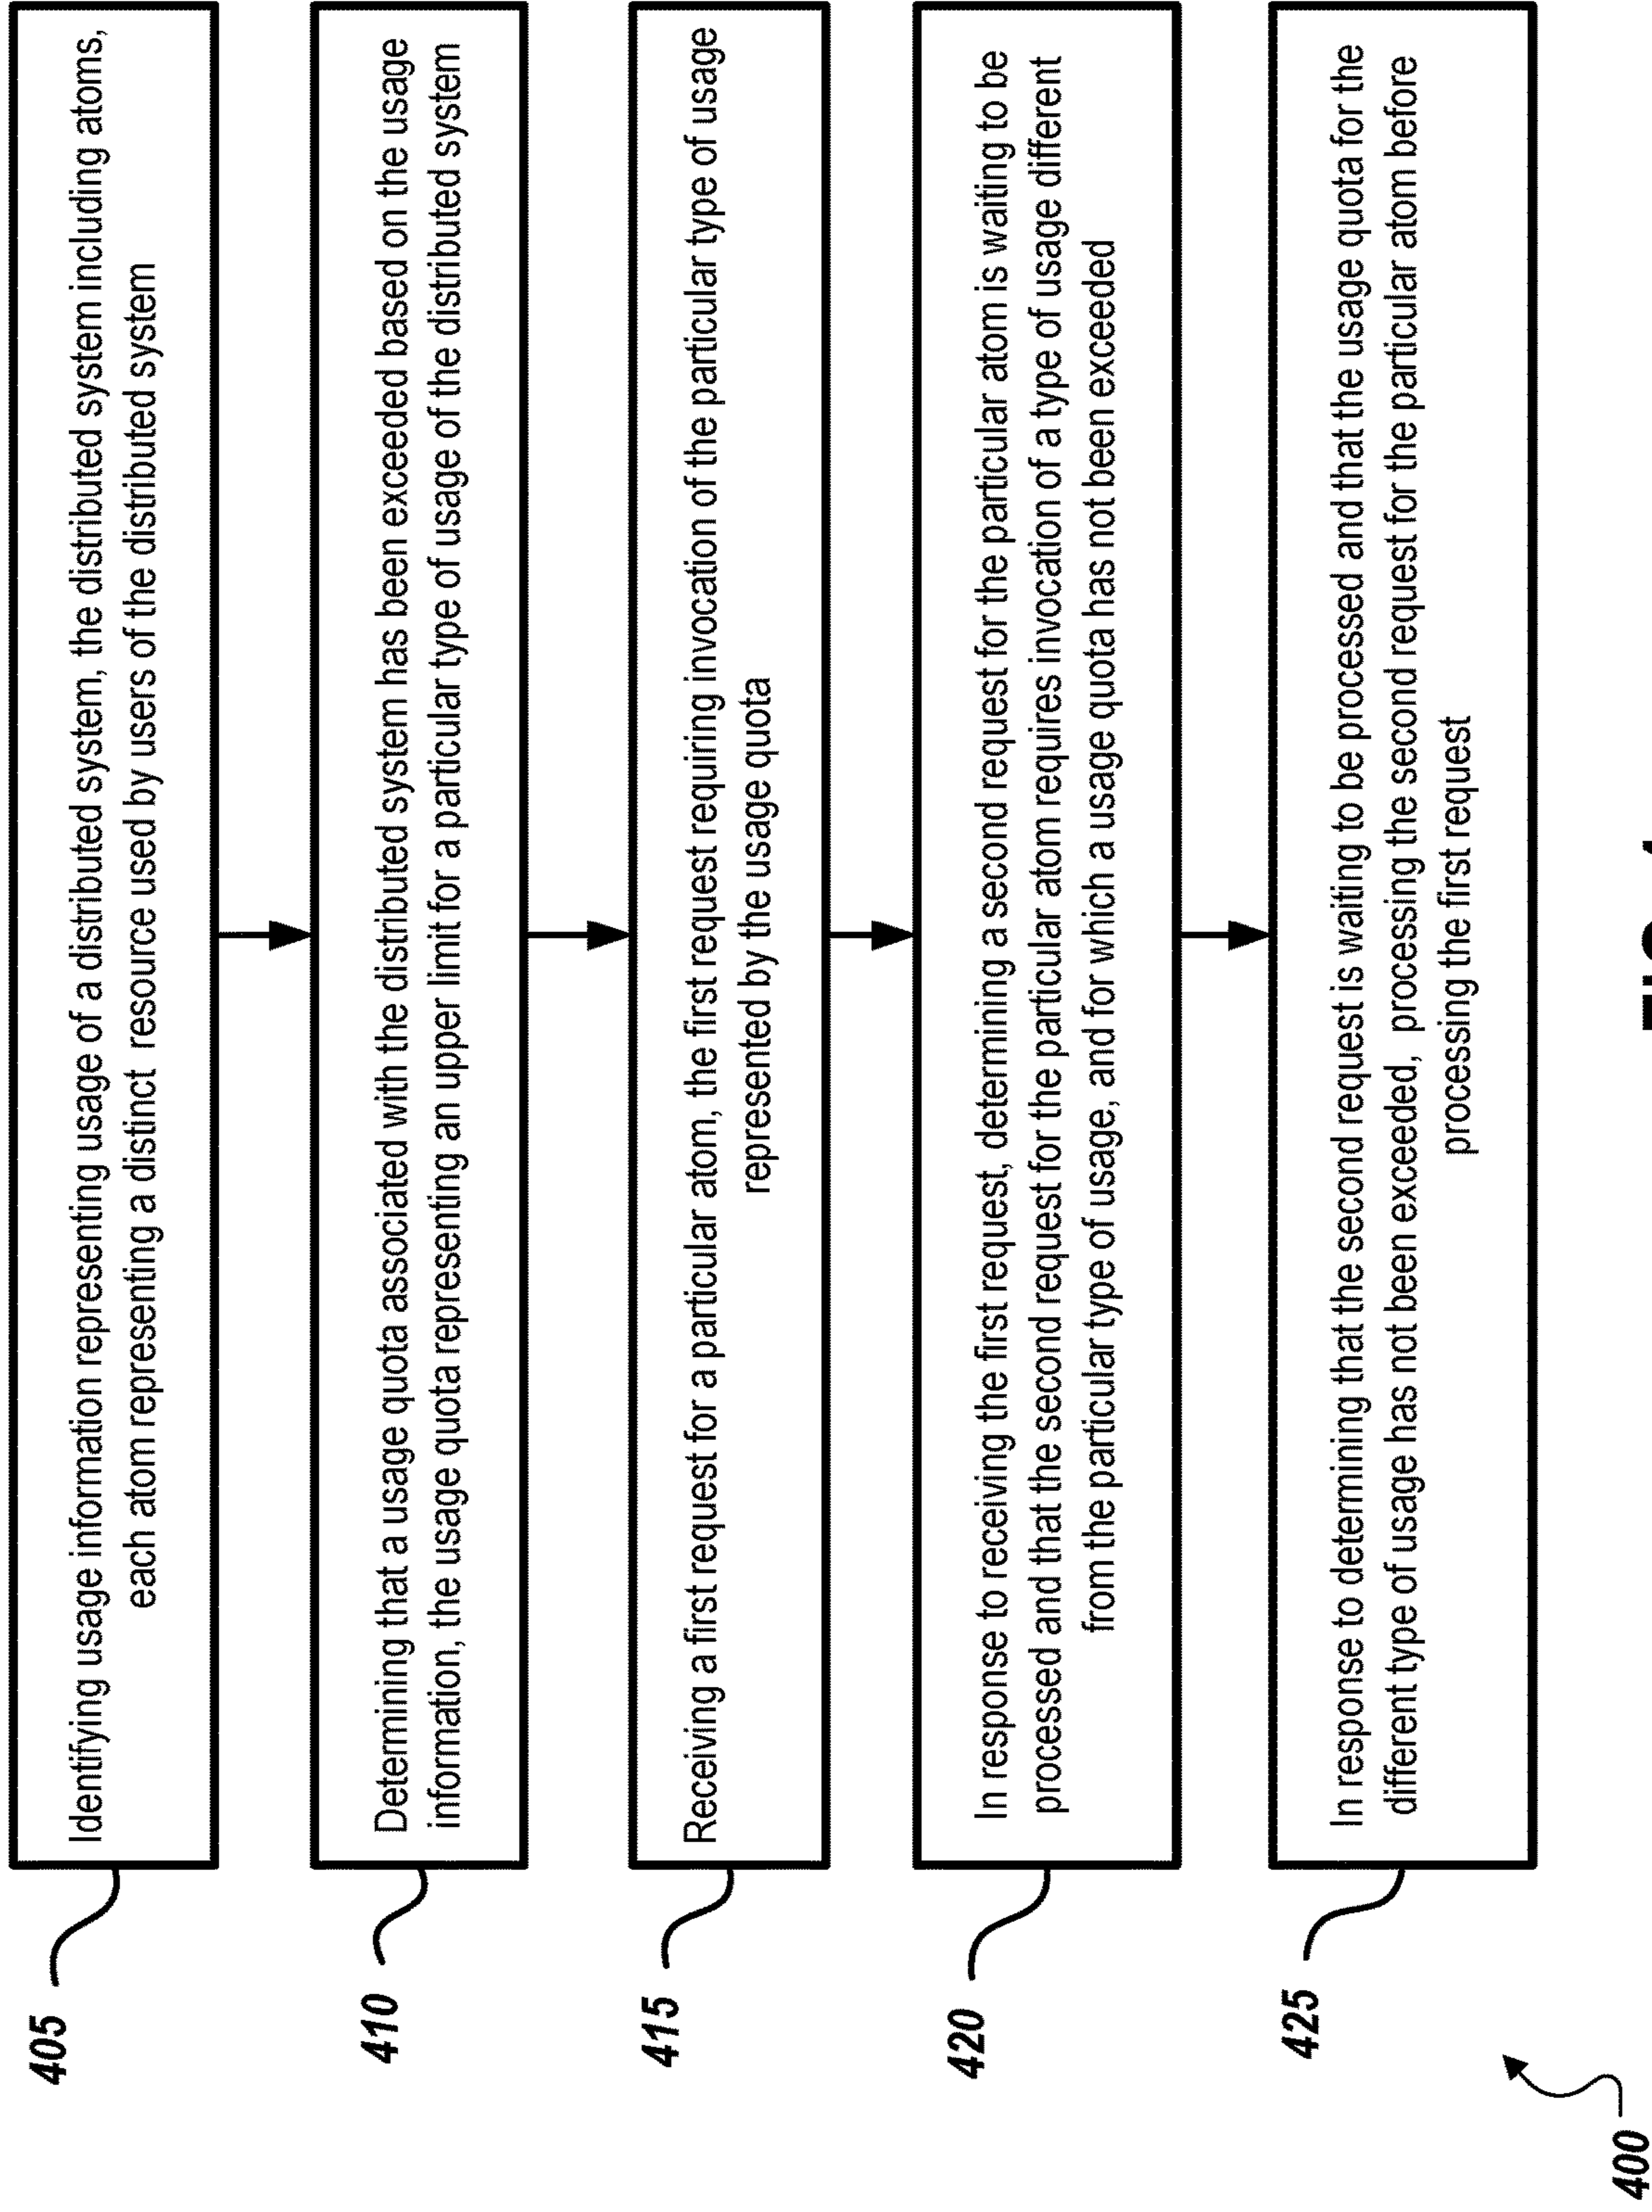 405
Identifying usage information representing usage of a distributed system, the distributed system including atoms,
each atom representing a distinct resource used by users of the distributed system
410
Determining that a usage quota associated with the distributed system has been exceeded based on the usage
information, the usage quota representing an upper limit for a particular type of usage of the distributed system
415
Receiving a first request for a particular atom, the first request requiring invocation of the particular type of usage
represented by the usage quota
420
In response to receiving the first request, determining a second request for the particular atom is waiting to be
processed and that the second request for the particular atom requires invocation of a type of usage different
from the particular type of usage, and for which a usage quota has not been exceeded
425
In response to determining that the second request is waiting to be processed and that the usage quota for the
different type of usage has not been exceeded, processing the second request for the particular atom before
processing the first request
400